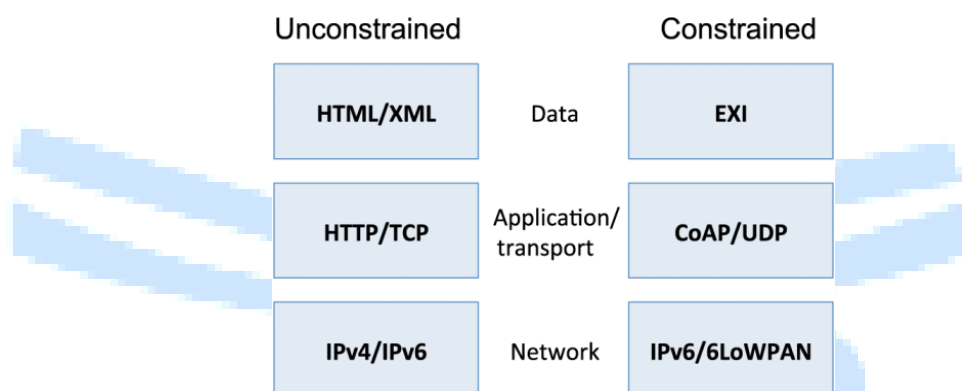 Unconstrained Constrained
HTML/XML Data EXI
HTTP/TCP Application/ transport CoAP/UDP
IPv4/IPv6 Network IPv6/6LoWPAN